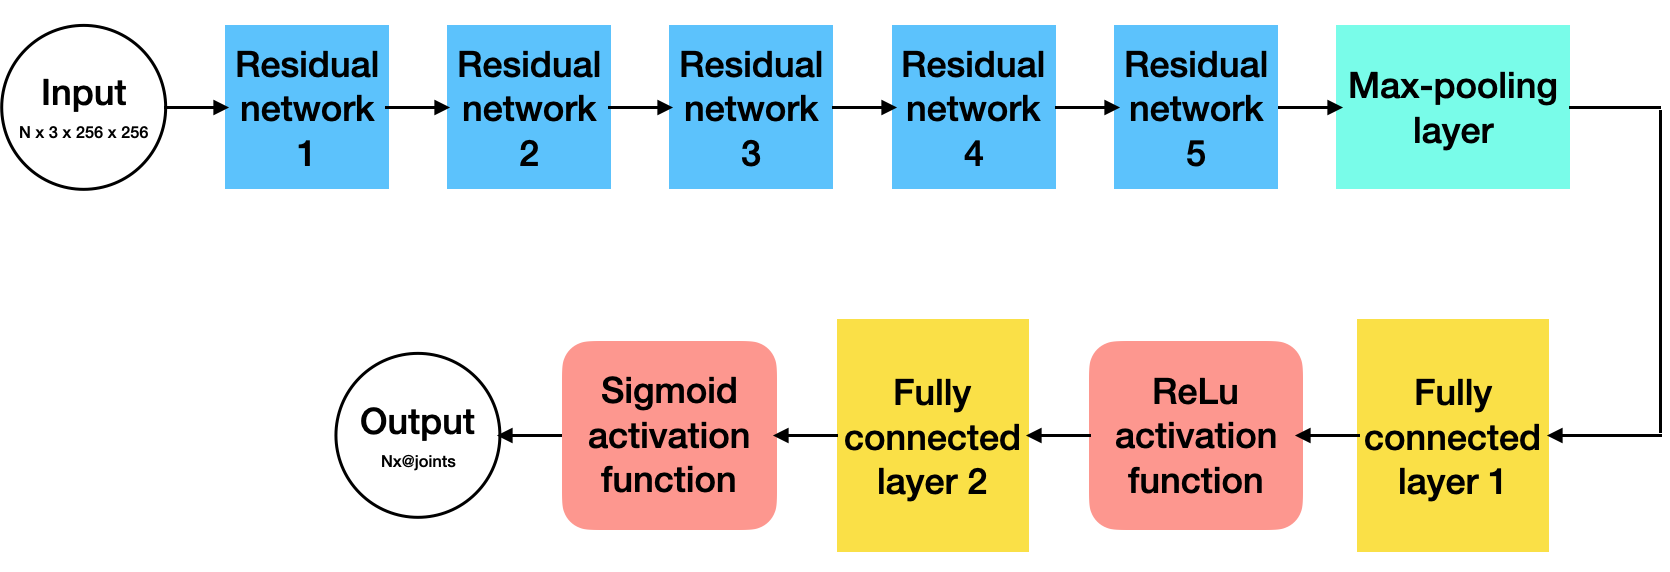 Input
N x 3 x 256 x 256
Residual
network
1
Residual
network
2
Residual
network
3
Residual
network
4
Residual
network
5
Max-pooling
layer
Fully
connected
layer 1
ReLu
activation
function
Fully
connected
layer 2
Sigmoid
activation
function
Output
Nx@joints